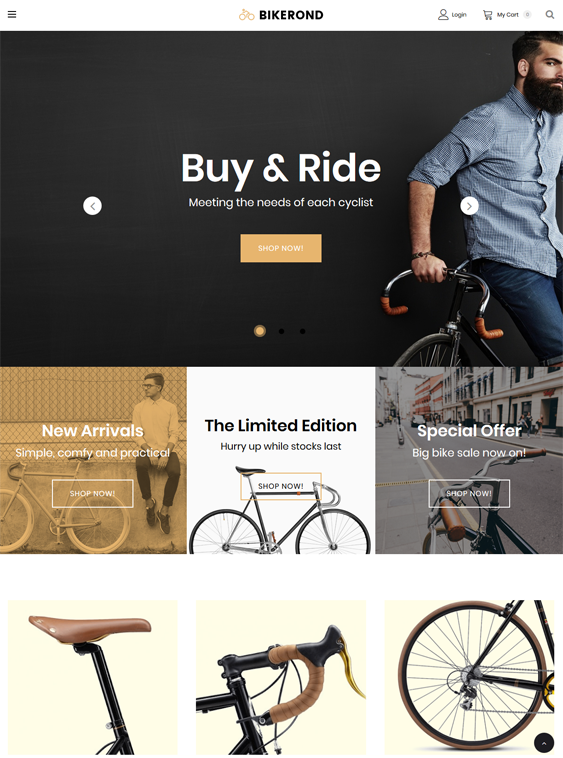 BIKEROND
Login
My Cart 0
Buy & Ride
Meeting the needs of each cyclist
SHOP NOW!
New Arrivals
Simple, comfy and practical
SHOP NOW!
The Limited Edition
Hurry up while stocks last
SHOP NOW!
Special Offer
Big bike sale now on!
SHOP NOW!